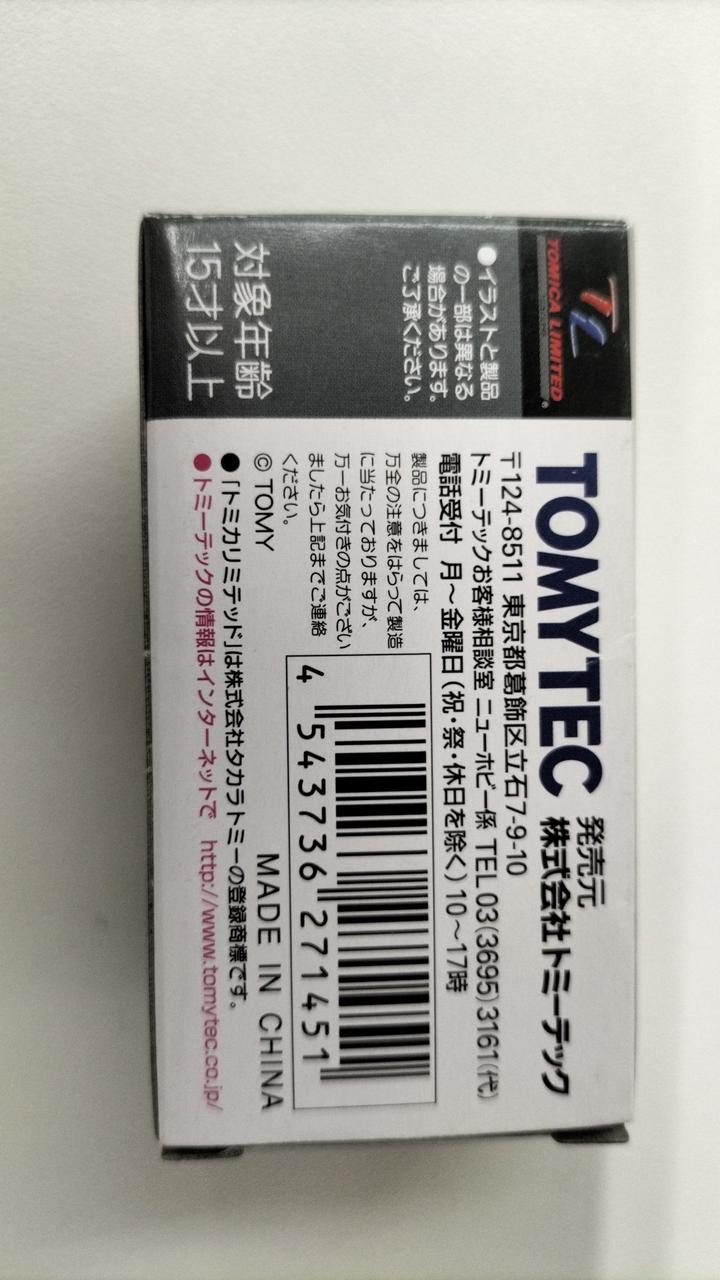 TL
TOMICA LIMITED
●イラストと製品
の一部は異なる
場合があります。
ご了承ください。
対象年齢
15才以上
TOMYTEC 発売元
株式会社トミーテック
〒124-8511 東京都葛飾区立石7-9-10
トミーテックお客様相談室 ニューホビー係 TEL 03(3695)3161(代)
電話受付 月〜金曜日(祝・祭・休日を除く)10〜17時
製品につきましては、
万全の注意をはらって製造
に当たっておりますが、
万一お気付きの点がござい
ましたら上記までご連絡
ください。
4 543736 271451
© TOMY
MADE IN CHINA
●「トミカリミテッド」は株式会社タカラトミーの登録商標です。
●トミーテックの情報はインターネットで http://www.tomytec.co.jp/